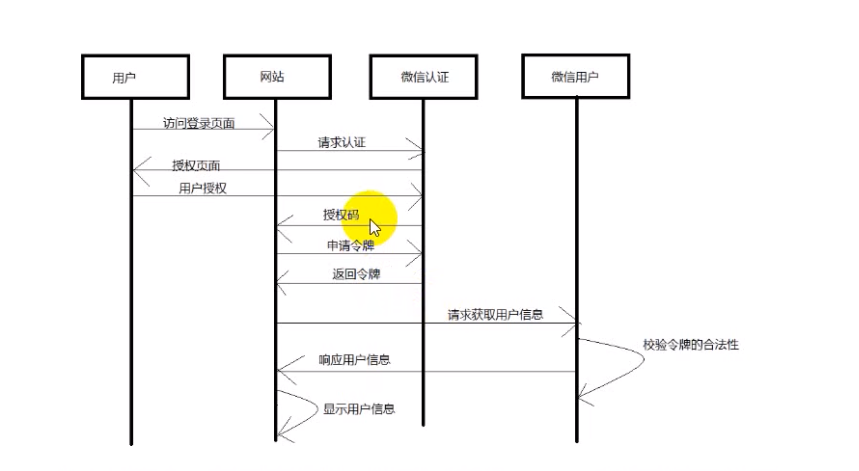 用户
网站
微信认证
微信用户
访问登录页面
请求认证
授权页面
用户授权
授权码
申请令牌
返回令牌
请求获取用户信息
校验令牌的合法性
响应用户信息
显示用户信息